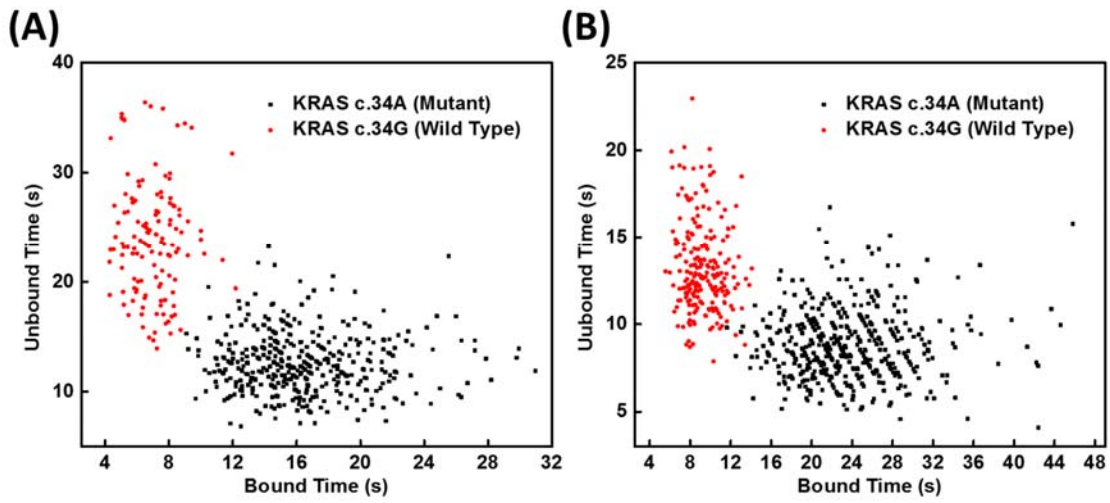 (A)
40
30
20
10
Unbound Time (s)
KRAS c.34A (Mutant)
KRAS c.34G (Wild Type)
4 8 12 16 20 24 28 32
Bound Time (s)
(B)
25
20
15
10
5
Uubound Time (s)
KRAS c.34A (Mutant)
KRAS c.34G (Wild Type)
4 8 12 16 20 24 28 32 36 40 44 48
Bound Time (s)